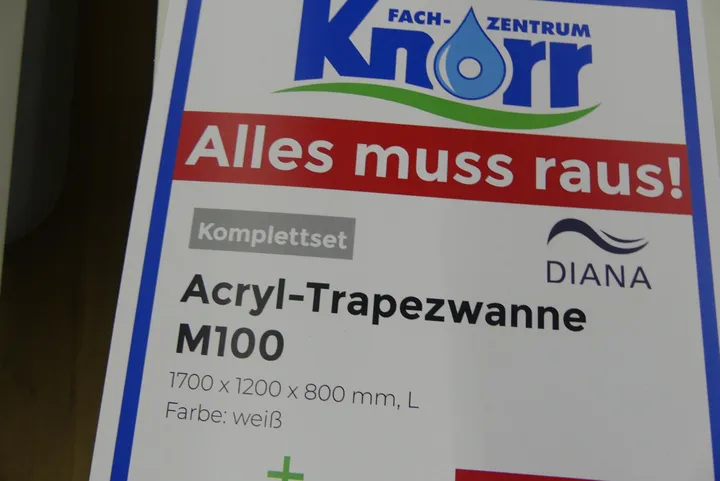 FACH- ZENTRUM
Knorr
Alles muss raus!
Komplettset
DIANA
Acryl-Trapezwanne
M100
1700 x 1200 x 800 mm, L
Farbe: weiß
+